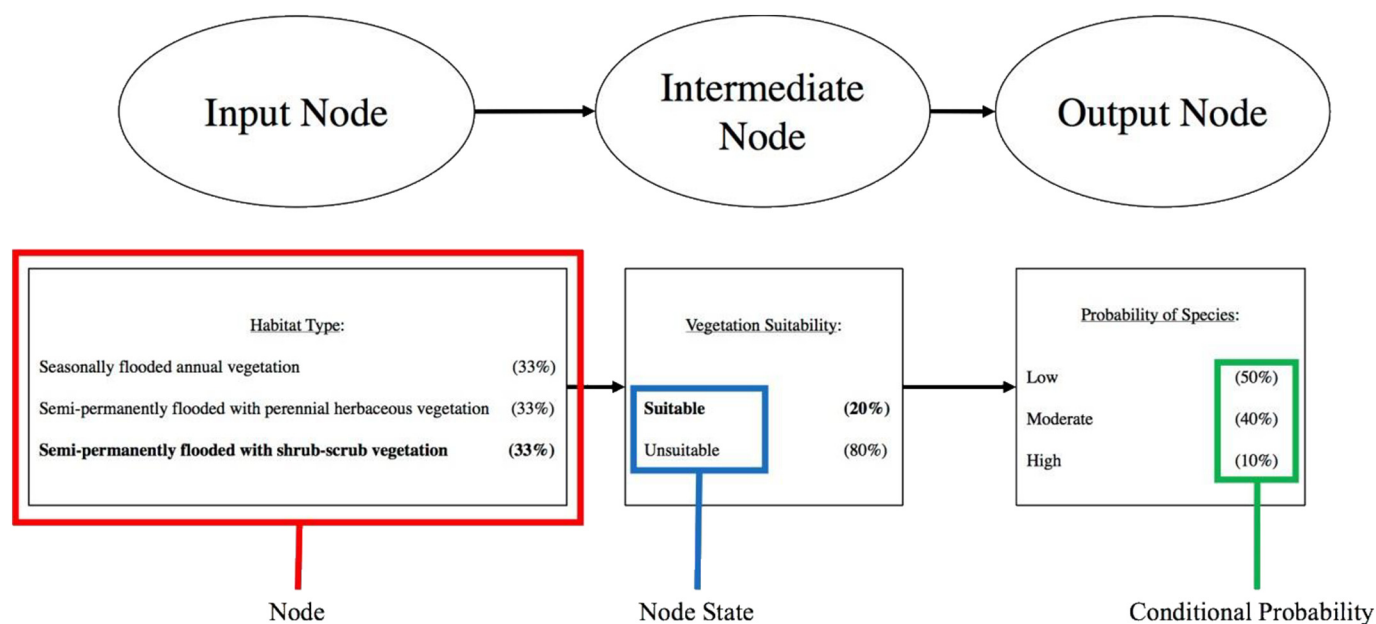 Input Node
Intermediate
Node
Output Node
Habitat Type:
Seasonally flooded annual vegetation (33%)
Semi-permanently flooded with perennial herbaceous vegetation (33%)
Semi-permanently flooded with shrub-scrub vegetation (33%)
Vegetation Suitability:
Suitable (20%)
Unsuitable (80%)
Probability of Species:
Low (50%)
Moderate (40%)
High (10%)
Node
Node State
Conditional Probability